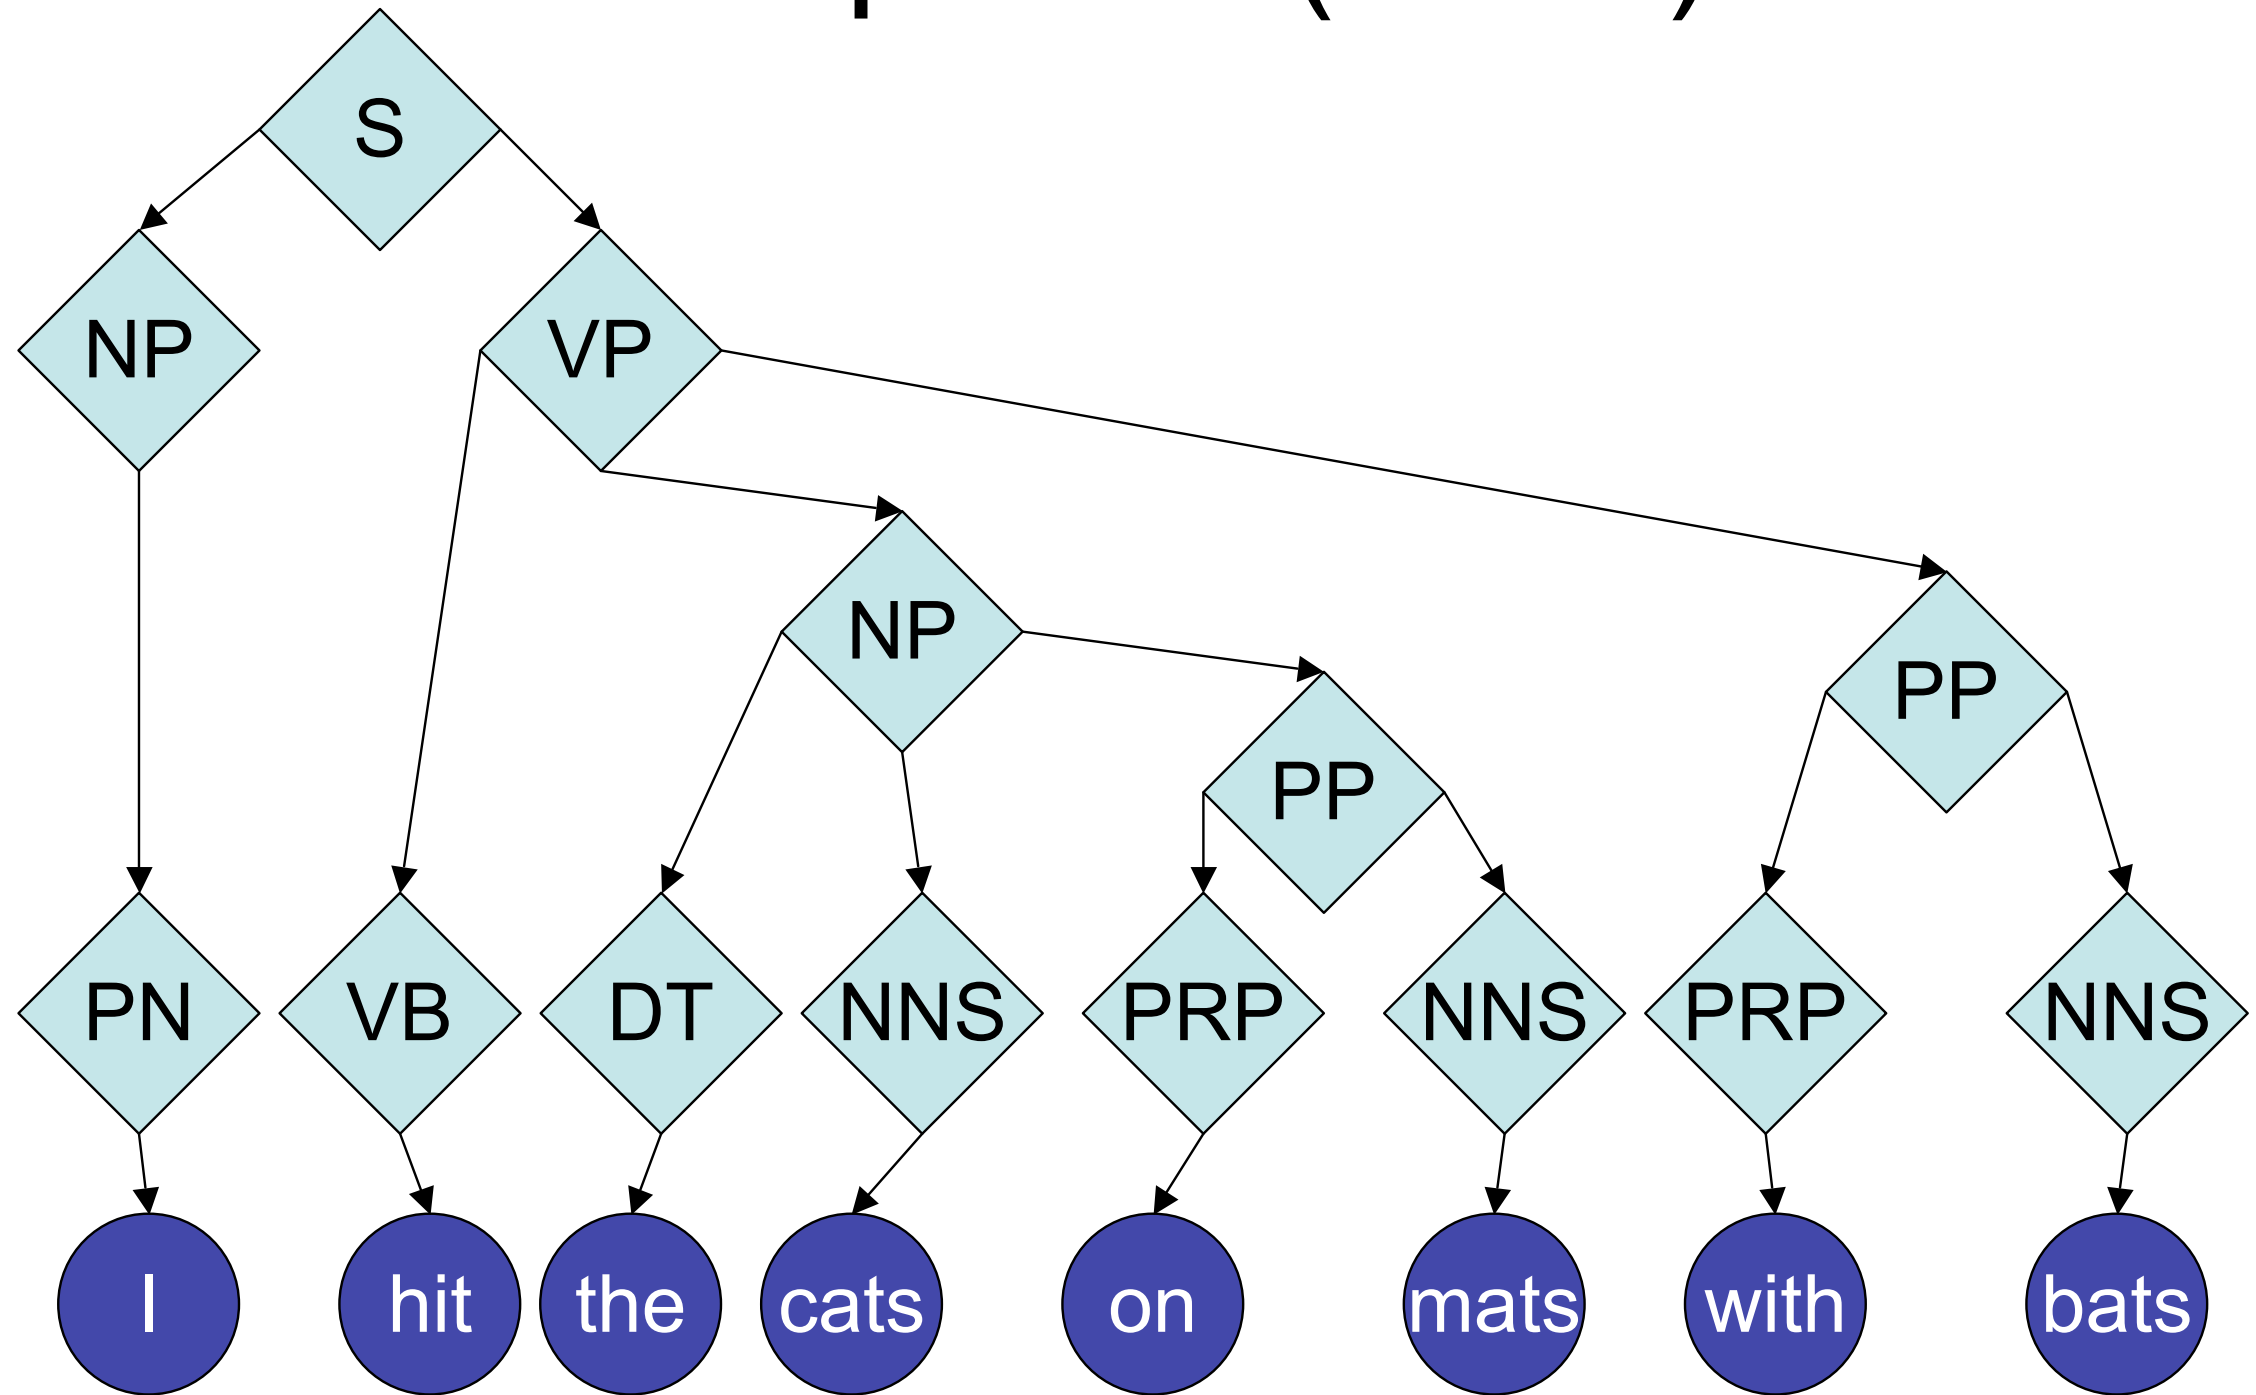 S
NP VP
NP
PP
PP
PN VB DT NNS PRP NNS PRP NNS
I hit the cats on mats with bats